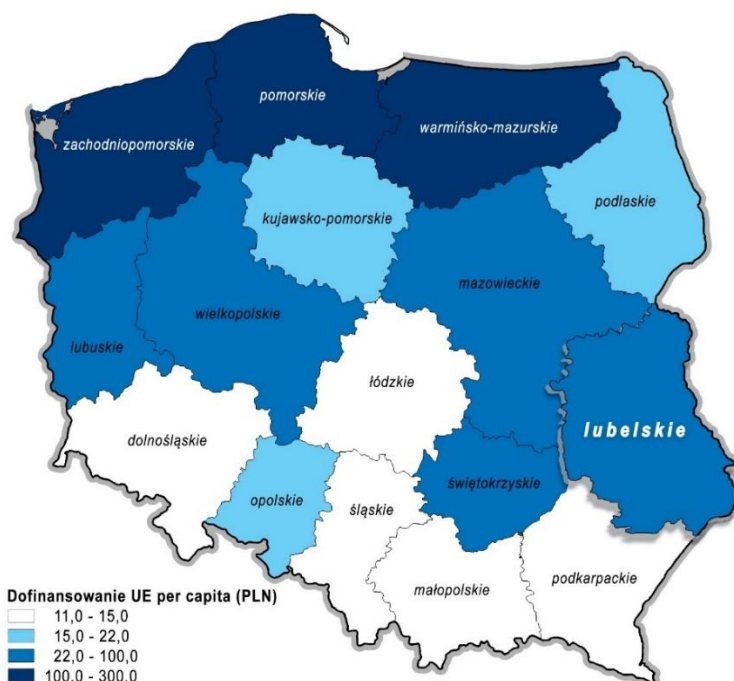 pomorskie
zachodniopomorskie
warmińsko-mazurskie
podlaskie
kujawsko-pomorskie
mazowieckie
wielkopolskie
lubuskie
łódzkie
lubelskie
dolnośląskie
świętokrzyskie
opolskie
śląskie
podkarpackie
małopolskie
Dofinansowanie UE per capita (PLN)
11,0 - 15,0
15,0 - 22,0
22,0 - 100,0
100,0 - 300,0